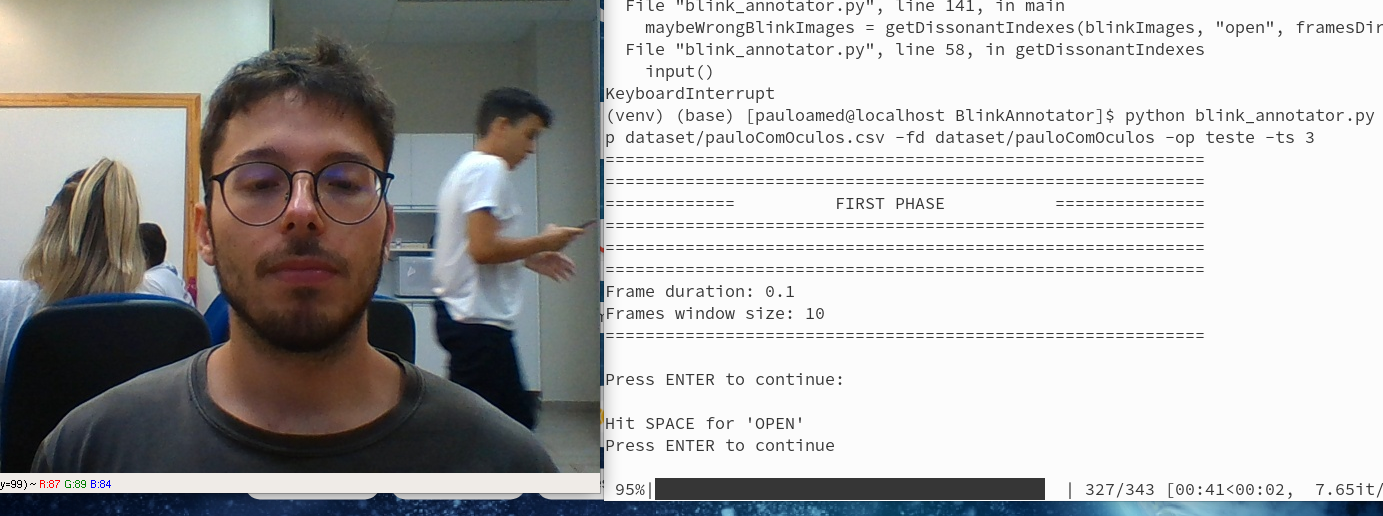 File "blink_annotator.py", line 141, in main
maybeWrongBlinkImages = getDissonantIndexes(blinkImages, "open", framesDir
File "blink_annotator.py", line 58, in getDissonantIndexes
input()
KeyboardInterrupt
(venv) (base) [pauloamed@localhost BlinkAnnotator]$ python blink_annotator.py
p dataset/pauloComOculos.csv -fd dataset/pauloComOculos -op teste -ts 3
============================================================
============================================================
============= FIRST PHASE ===============
============================================================
============================================================
============================================================
Frame duration: 0.1
Frames window size: 10
============================================================
Press ENTER to continue:
Hit SPACE for 'OPEN'
Press ENTER to continue
95%| | 327/343 [00:41<00:02, 7.65it/
y=99) ~ R:87 G:89 B:84